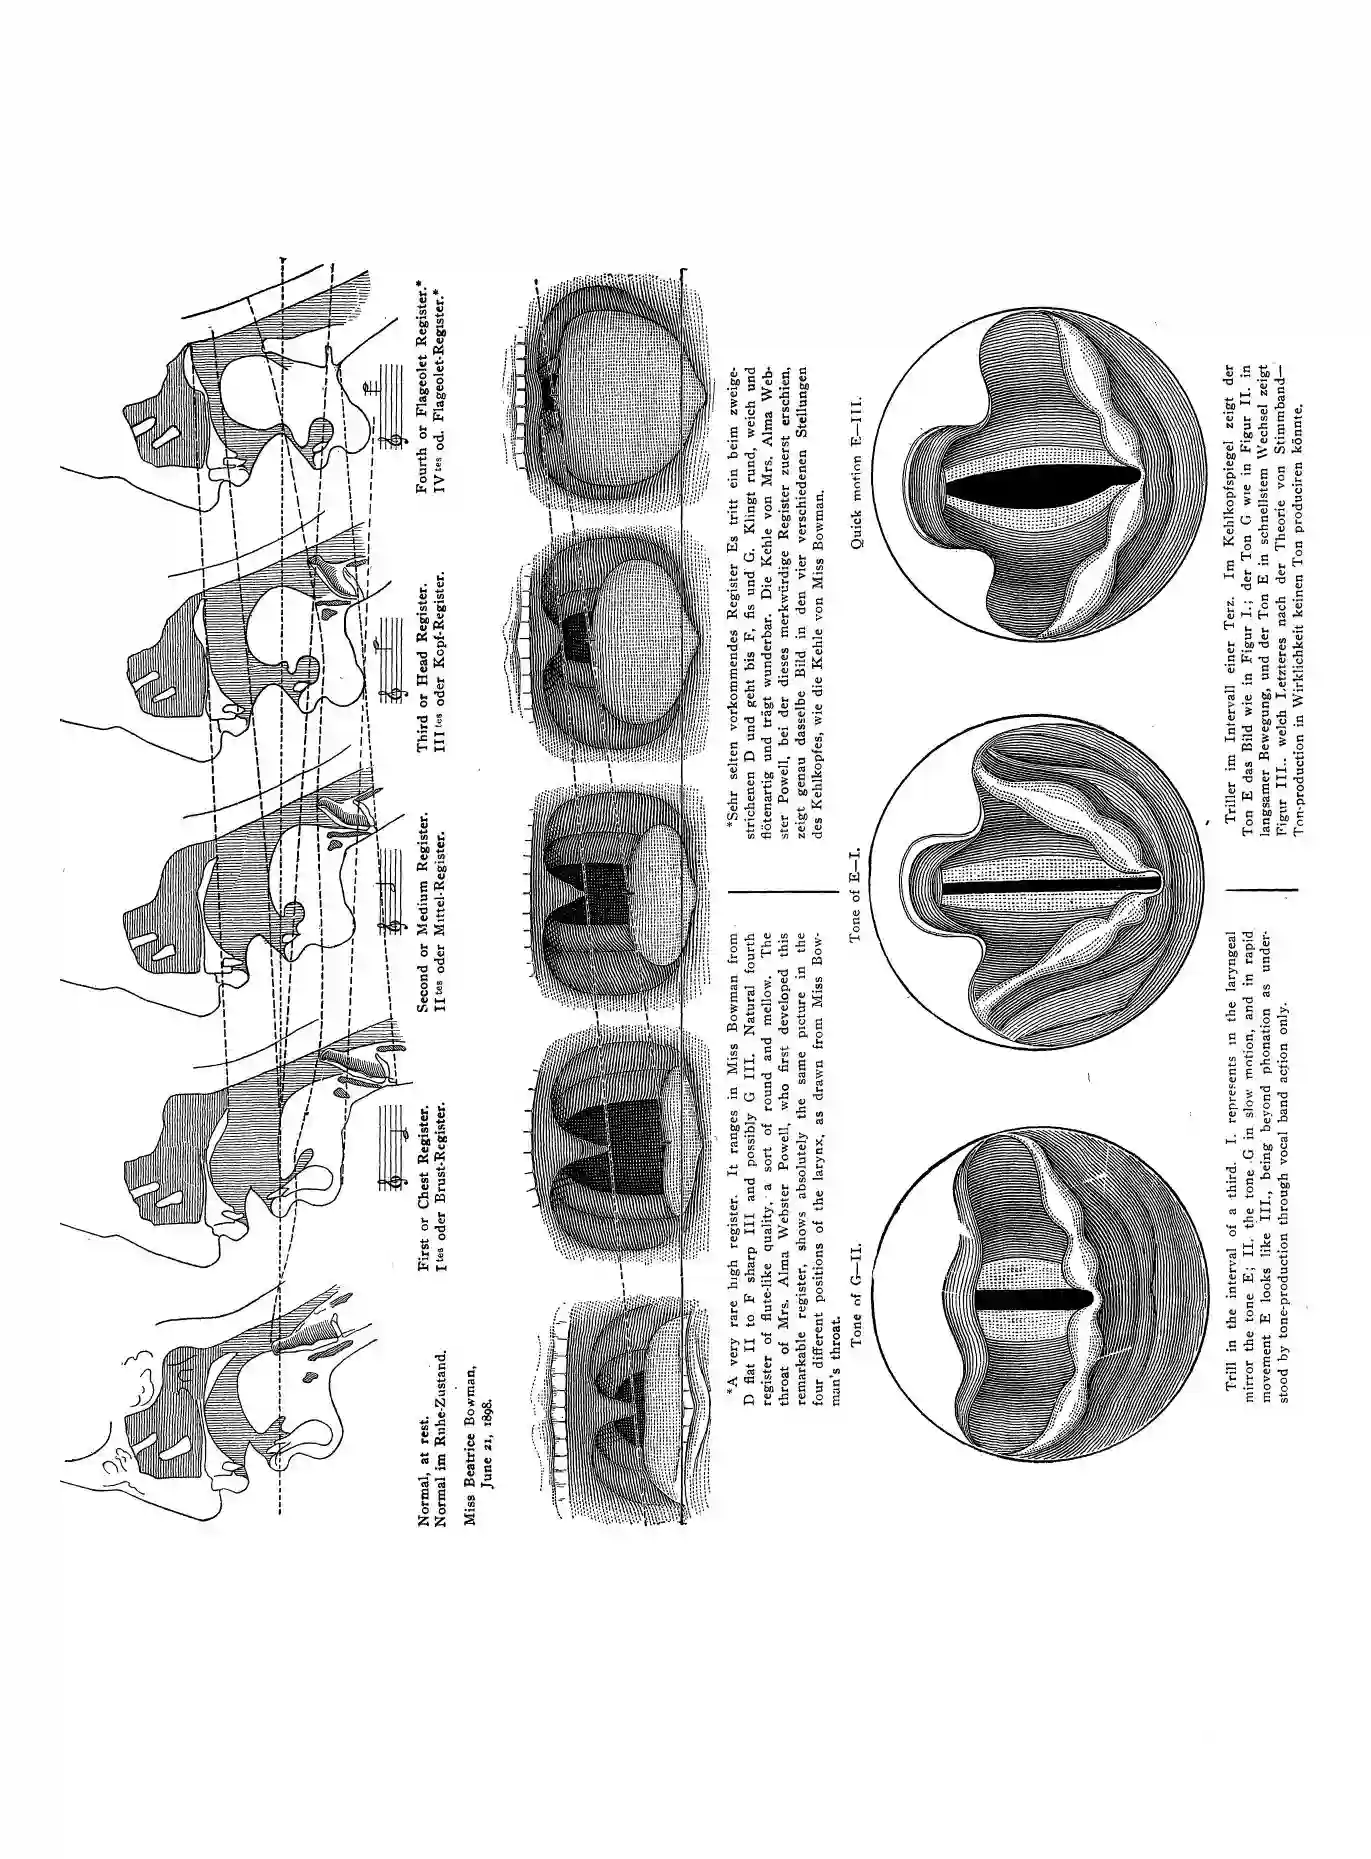 Normal, at rest.
Normal im Ruhe-Zustand.
Miss Beatrice Bowman,
June 21, 1898.
First or Chest Register.
Ites oder Brust-Register.
Second or Medium Register.
IItes oder Mittel-Register.
Third or Head Register.
IIItes oder Kopf-Register.
Fourth or Flageolet Register.*
IVtes od. Flageolet-Register.*
*A very rare high register. It ranges in Miss Bowman from
D flat II to F sharp III and possibly G III. Natural fourth
register of flute-like quality, a sort of round and mellow. The
throat of Mrs. Alma Webster Powell, who first developed this
remarkable register, shows absolutely the same picture in the
four different positions of the larynx, as drawn from Miss Bow-
man's throat.
*Sehr selten vorkommendes Register Es tritt ein beim zweige-
strichenen D und geht bis F, fis und G. Klingt rund, weich und
flötenartig und trägt wunderbar. Die Kehle von Mrs. Alma Web-
ster Powell, bei der dieses merkwürdige Register zuerst erschien,
zeigt genau dasselbe Bild in den vier verschiedenen Stellungen
des Kehlkopfes, wie die Kehle von Miss Bowman.
Tone of G—II.
Tone of E—I.
Quick motion E—III.
Trill in the interval of a third. I. represents in the laryngeal
mirror the tone E; II. the tone G in slow motion, and in rapid
movement E looks like III., being beyond phonation as under-
stood by tone-production through vocal band action only.
Triller im Intervall einer Terz. Im Kehlkopfspiegel zeigt der
Ton E das Bild wie in Figur I.; der Ton G wie in Figur II. in
langsamer Bewegung, und der Ton E in schnellstem Wechsel zeigt
Figur III.. welch Letzteres nach der Theorie von Stimmband—
Ton-production in Wirklichkeit keinen Ton produciren könnte.